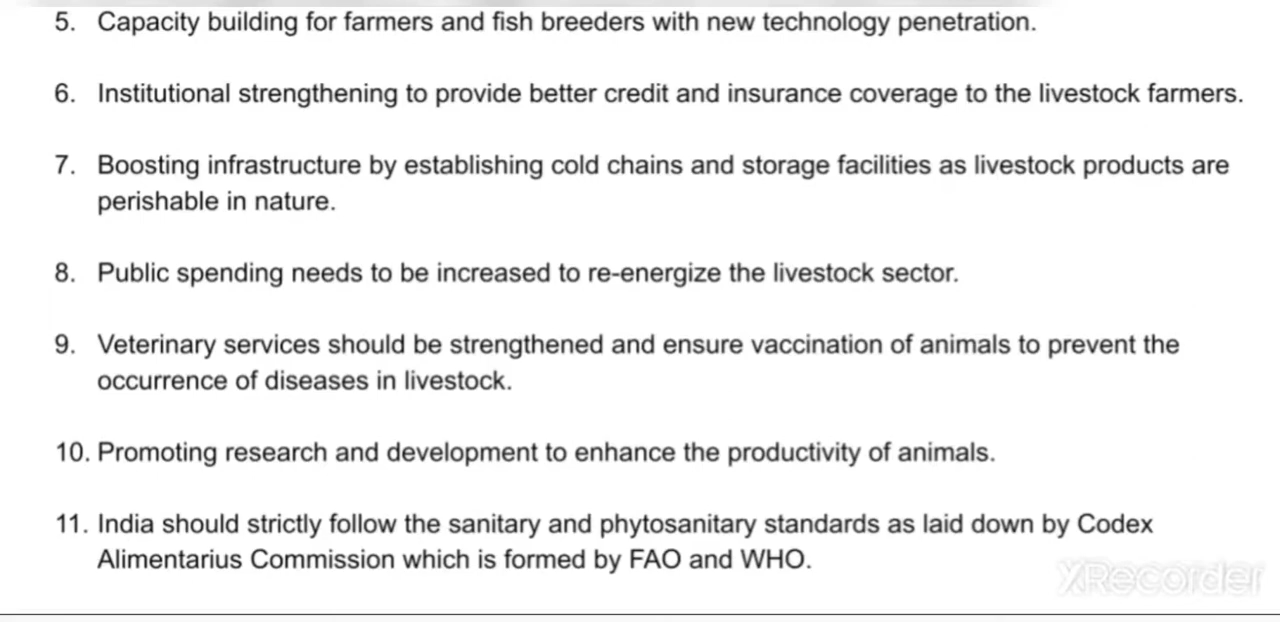 5. Capacity building for farmers and fish breeders with new technology penetration.
6. Institutional strengthening to provide better credit and insurance coverage to the livestock farmers.
7. Boosting infrastructure by establishing cold chains and storage facilities as livestock products are
perishable in nature.
8. Public spending needs to be increased to re-energize the livestock sector.
9. Veterinary services should be strengthened and ensure vaccination of animals to prevent the
occurrence of diseases in livestock.
10. Promoting research and development to enhance the productivity of animals.
11. India should strictly follow the sanitary and phytosanitary standards as laid down by Codex
Alimentarius Commission which is formed by FAO and WHO.
XRecorder